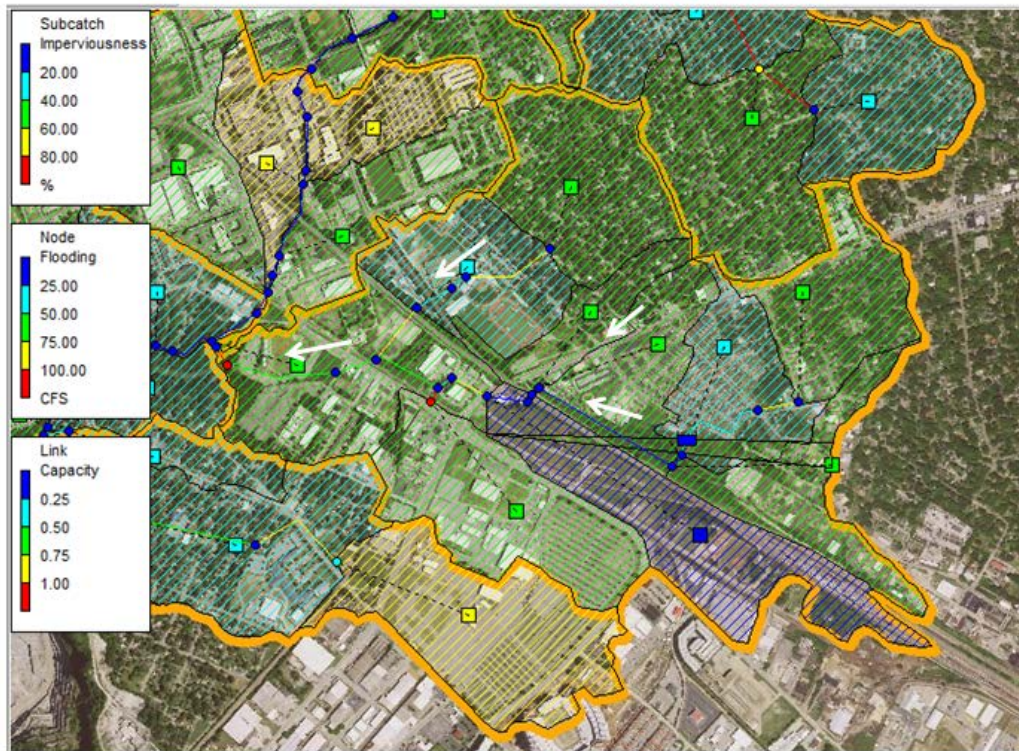 Subcatch
Imperviousness
20.00
40.00
60.00
80.00
%
Node
Flooding
25.00
50.00
75.00
100.00
CFS
Link
Capacity
0.25
0.50
0.75
1.00